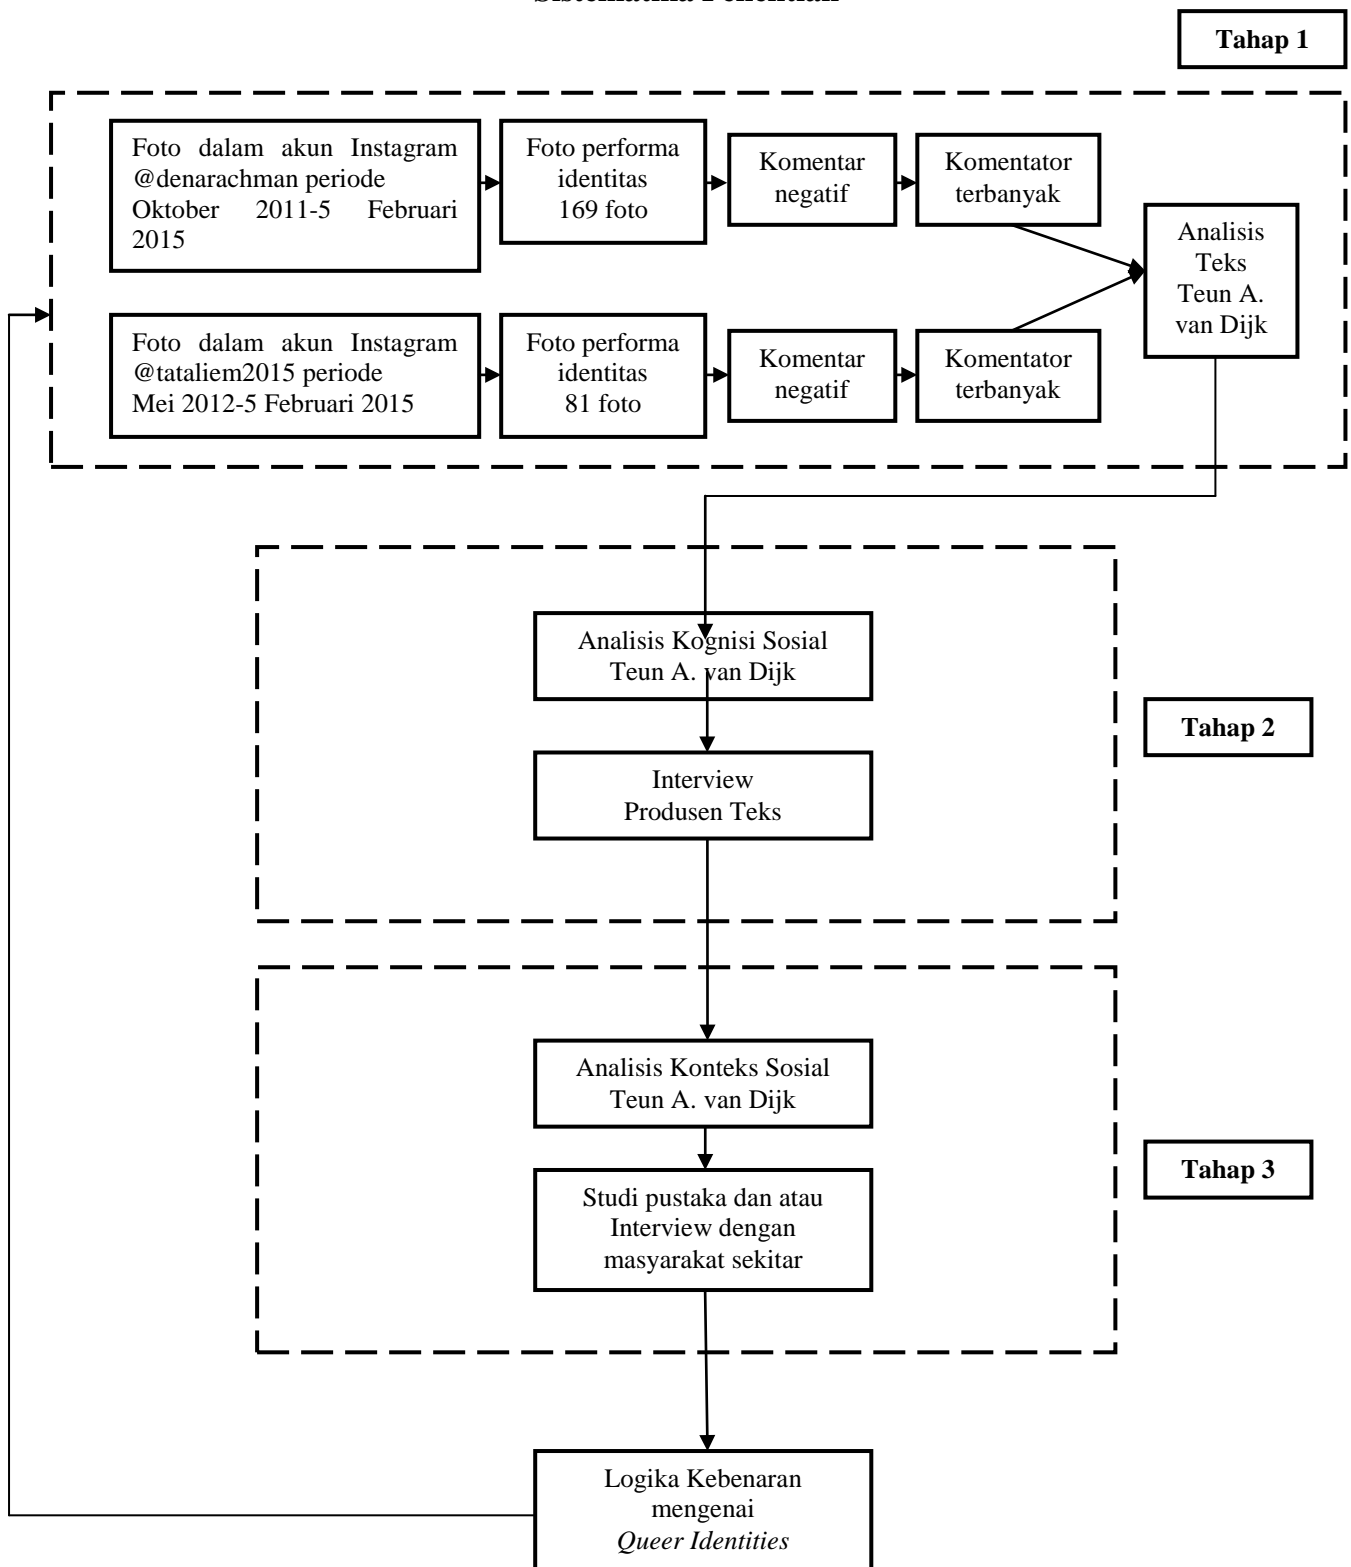 Tahap 1
Foto dalam akun Instagram
@denarachman periode
Oktober 2011-5 Februari
2015
Foto performa
identitas
169 foto
Komentar
negatif
Komentator
terbanyak
Analisis
Teks
Teun A.
van Dijk
Foto dalam akun Instagram
@tataliem2015 periode
Mei 2012-5 Februari 2015
Foto performa
identitas
81 foto
Komentar
negatif
Komentator
terbanyak
Analisis Kognisi Sosial
Teun A. van Dijk
Tahap 2
Interview
Produsen Teks
Analisis Konteks Sosial
Teun A. van Dijk
Tahap 3
Studi pustaka dan atau
Interview dengan
masyarakat sekitar
Logika Kebenaran
mengenai
Queer Identities